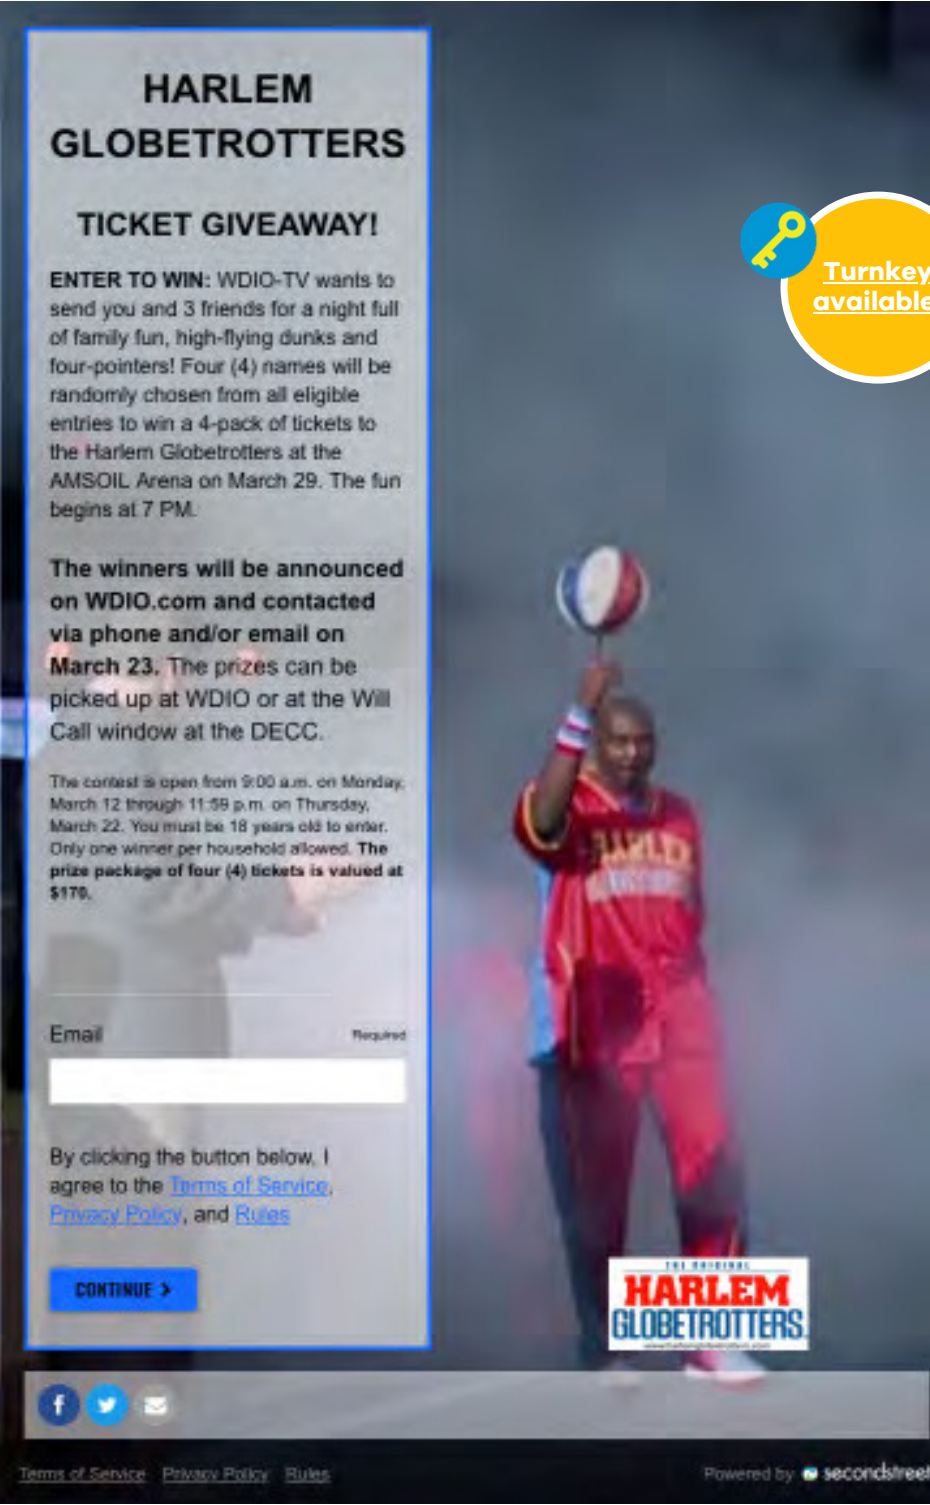 HARLEM
GLOBETROTTERS
TICKET GIVEAWAY!
ENTER TO WIN: WDIO-TV wants to
send you and 3 friends for a night full
of family fun, high-flying dunks and
four-pointers! Four (4) names will be
randomly chosen from all eligible
entries to win a 4-pack of tickets to
the Harlem Globetrotters at the
AMSOIL Arena on March 29. The fun
begins at 7 PM.
The winners will be announced
on WDIO.com and contacted
via phone and/or email on
March 23. The prizes can be
picked up at WDIO or at the Will
Call window at the DECC.
The contest is open from 9:00 a.m. on Monday,
March 12 through 11:59 p.m. on Thursday,
March 22. You must be 18 years old to enter.
Only one winner per household allowed. The
prize package of four (4) tickets is valued at
$170.
Email Required
By clicking the button below, I
agree to the Terms of Service,
Privacy Policy, and Rules
CONTINUE >
Turnkey
available
HARLEM
THE ORIGINAL
HARLEM
GLOBETROTTERS
www.harlemglobetrotters.com
Terms of Service Privacy Policy Rules
Powered by secondstreet